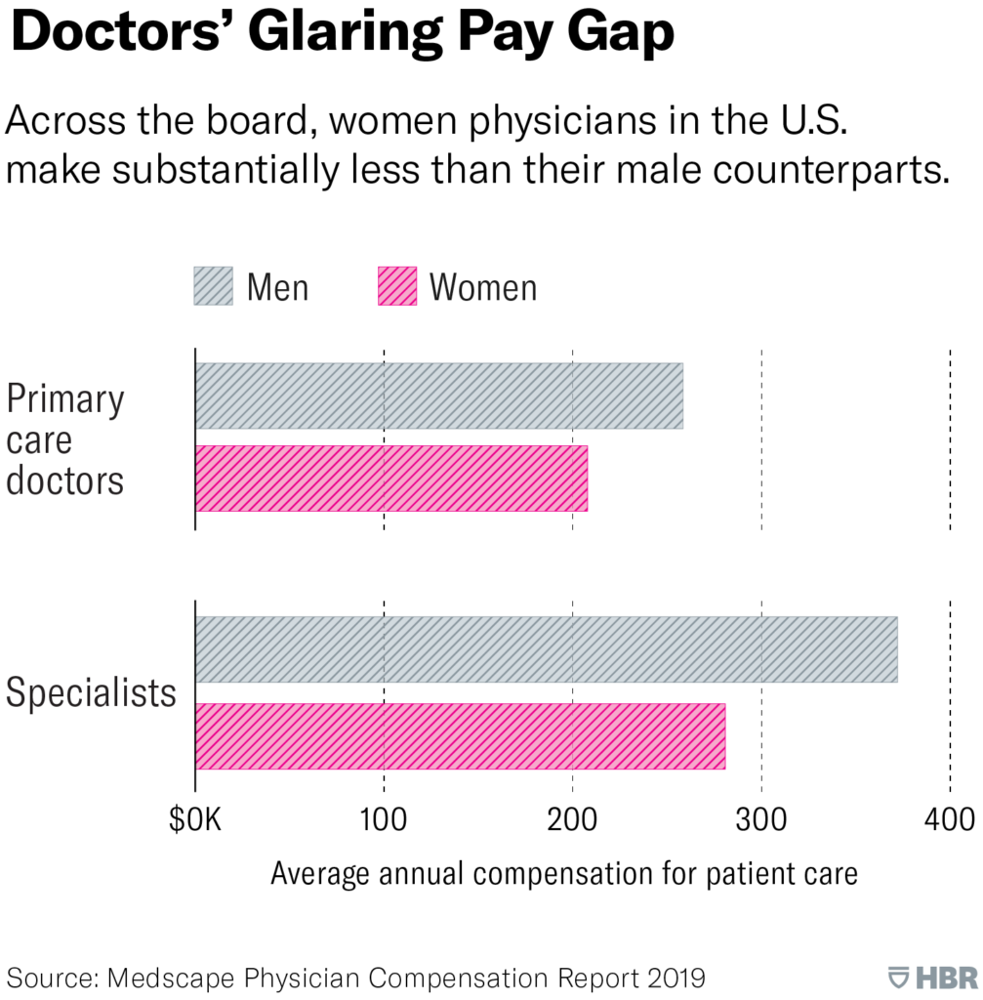 Doctors’ Glaring Pay Gap
Across the board, women physicians in the U.S.
make substantially less than their male counterparts.
Men
Women
Primary
care
doctors
Specialists
$0K
100
200
300
400
Average annual compensation for patient care
Source: Medscape Physician Compensation Report 2019
HBR